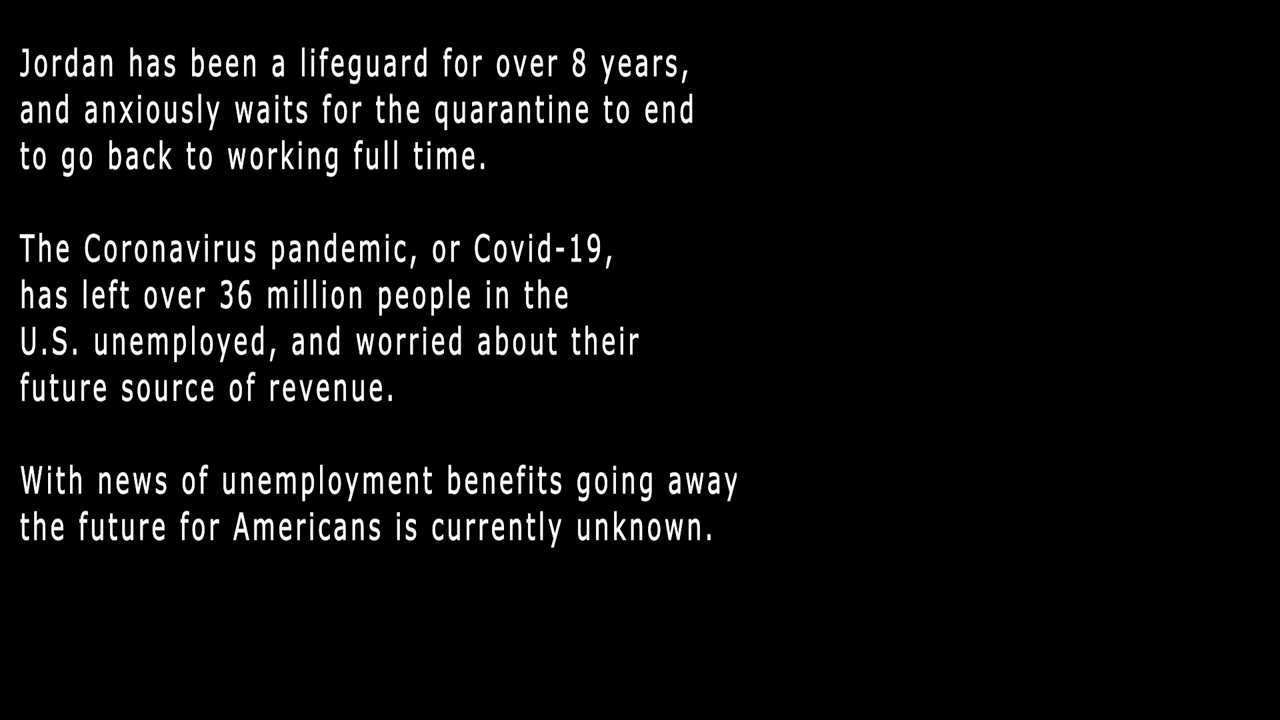 Jordan has been a lifeguard for over 8 years,
and anxiously waits for the quarantine to end
to go back to working full time.
The Coronavirus pandemic, or Covid-19,
has left over 36 million people in the
U.S. unemployed, and worried about their
future source of revenue.
With news of unemployment benefits going away
the future for Americans is currently unknown.